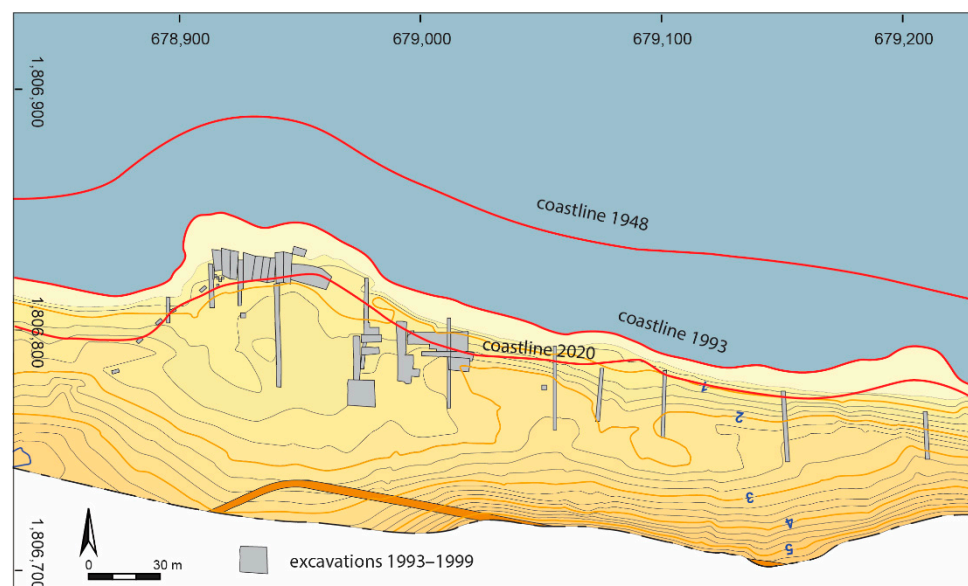 678,900 679,000 679,100 679,200
1,806,900
coastline 1948
coastline 1993
1,806,800
coastline 2020
1
2
3
4
5
1,806,700
0 30 m
excavations 1993–1999